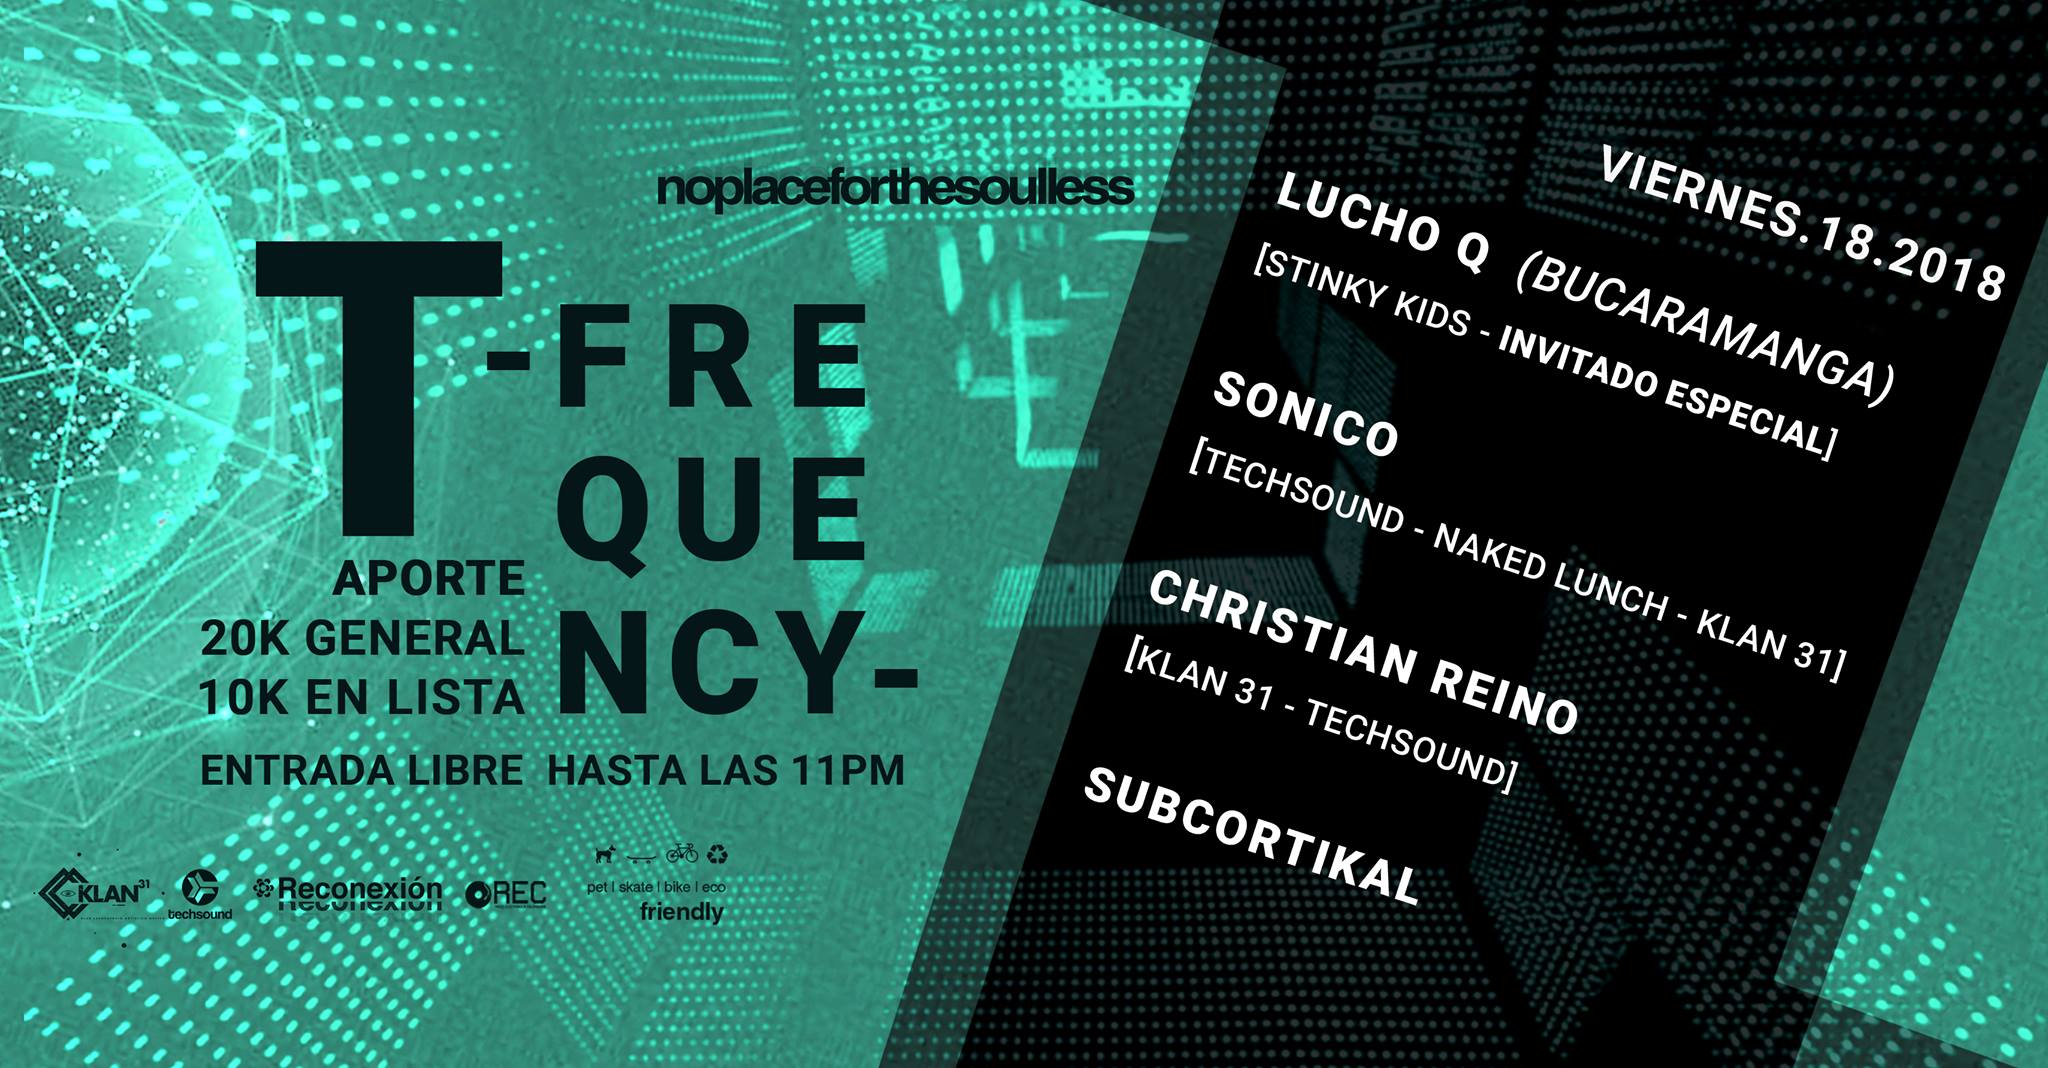 noplaceforthesoulless
T-FRE
QUE
NCY-
APORTE
20K GENERAL
10K EN LISTA
ENTRADA LIBRE HASTA LAS 11PM
KLAN 31
techsound
Reconexión
REC
pet | skate | bike | eco
friendly
VIERNES.18.2018
LUCHO Q (BUCARAMANGA)
[STINKY KIDS - INVITADO ESPECIAL]
SONICO
[TECHSOUND - NAKED LUNCH - KLAN 31]
CHRISTIAN REINO
[KLAN 31 - TECHSOUND]
SUBCORTIKAL